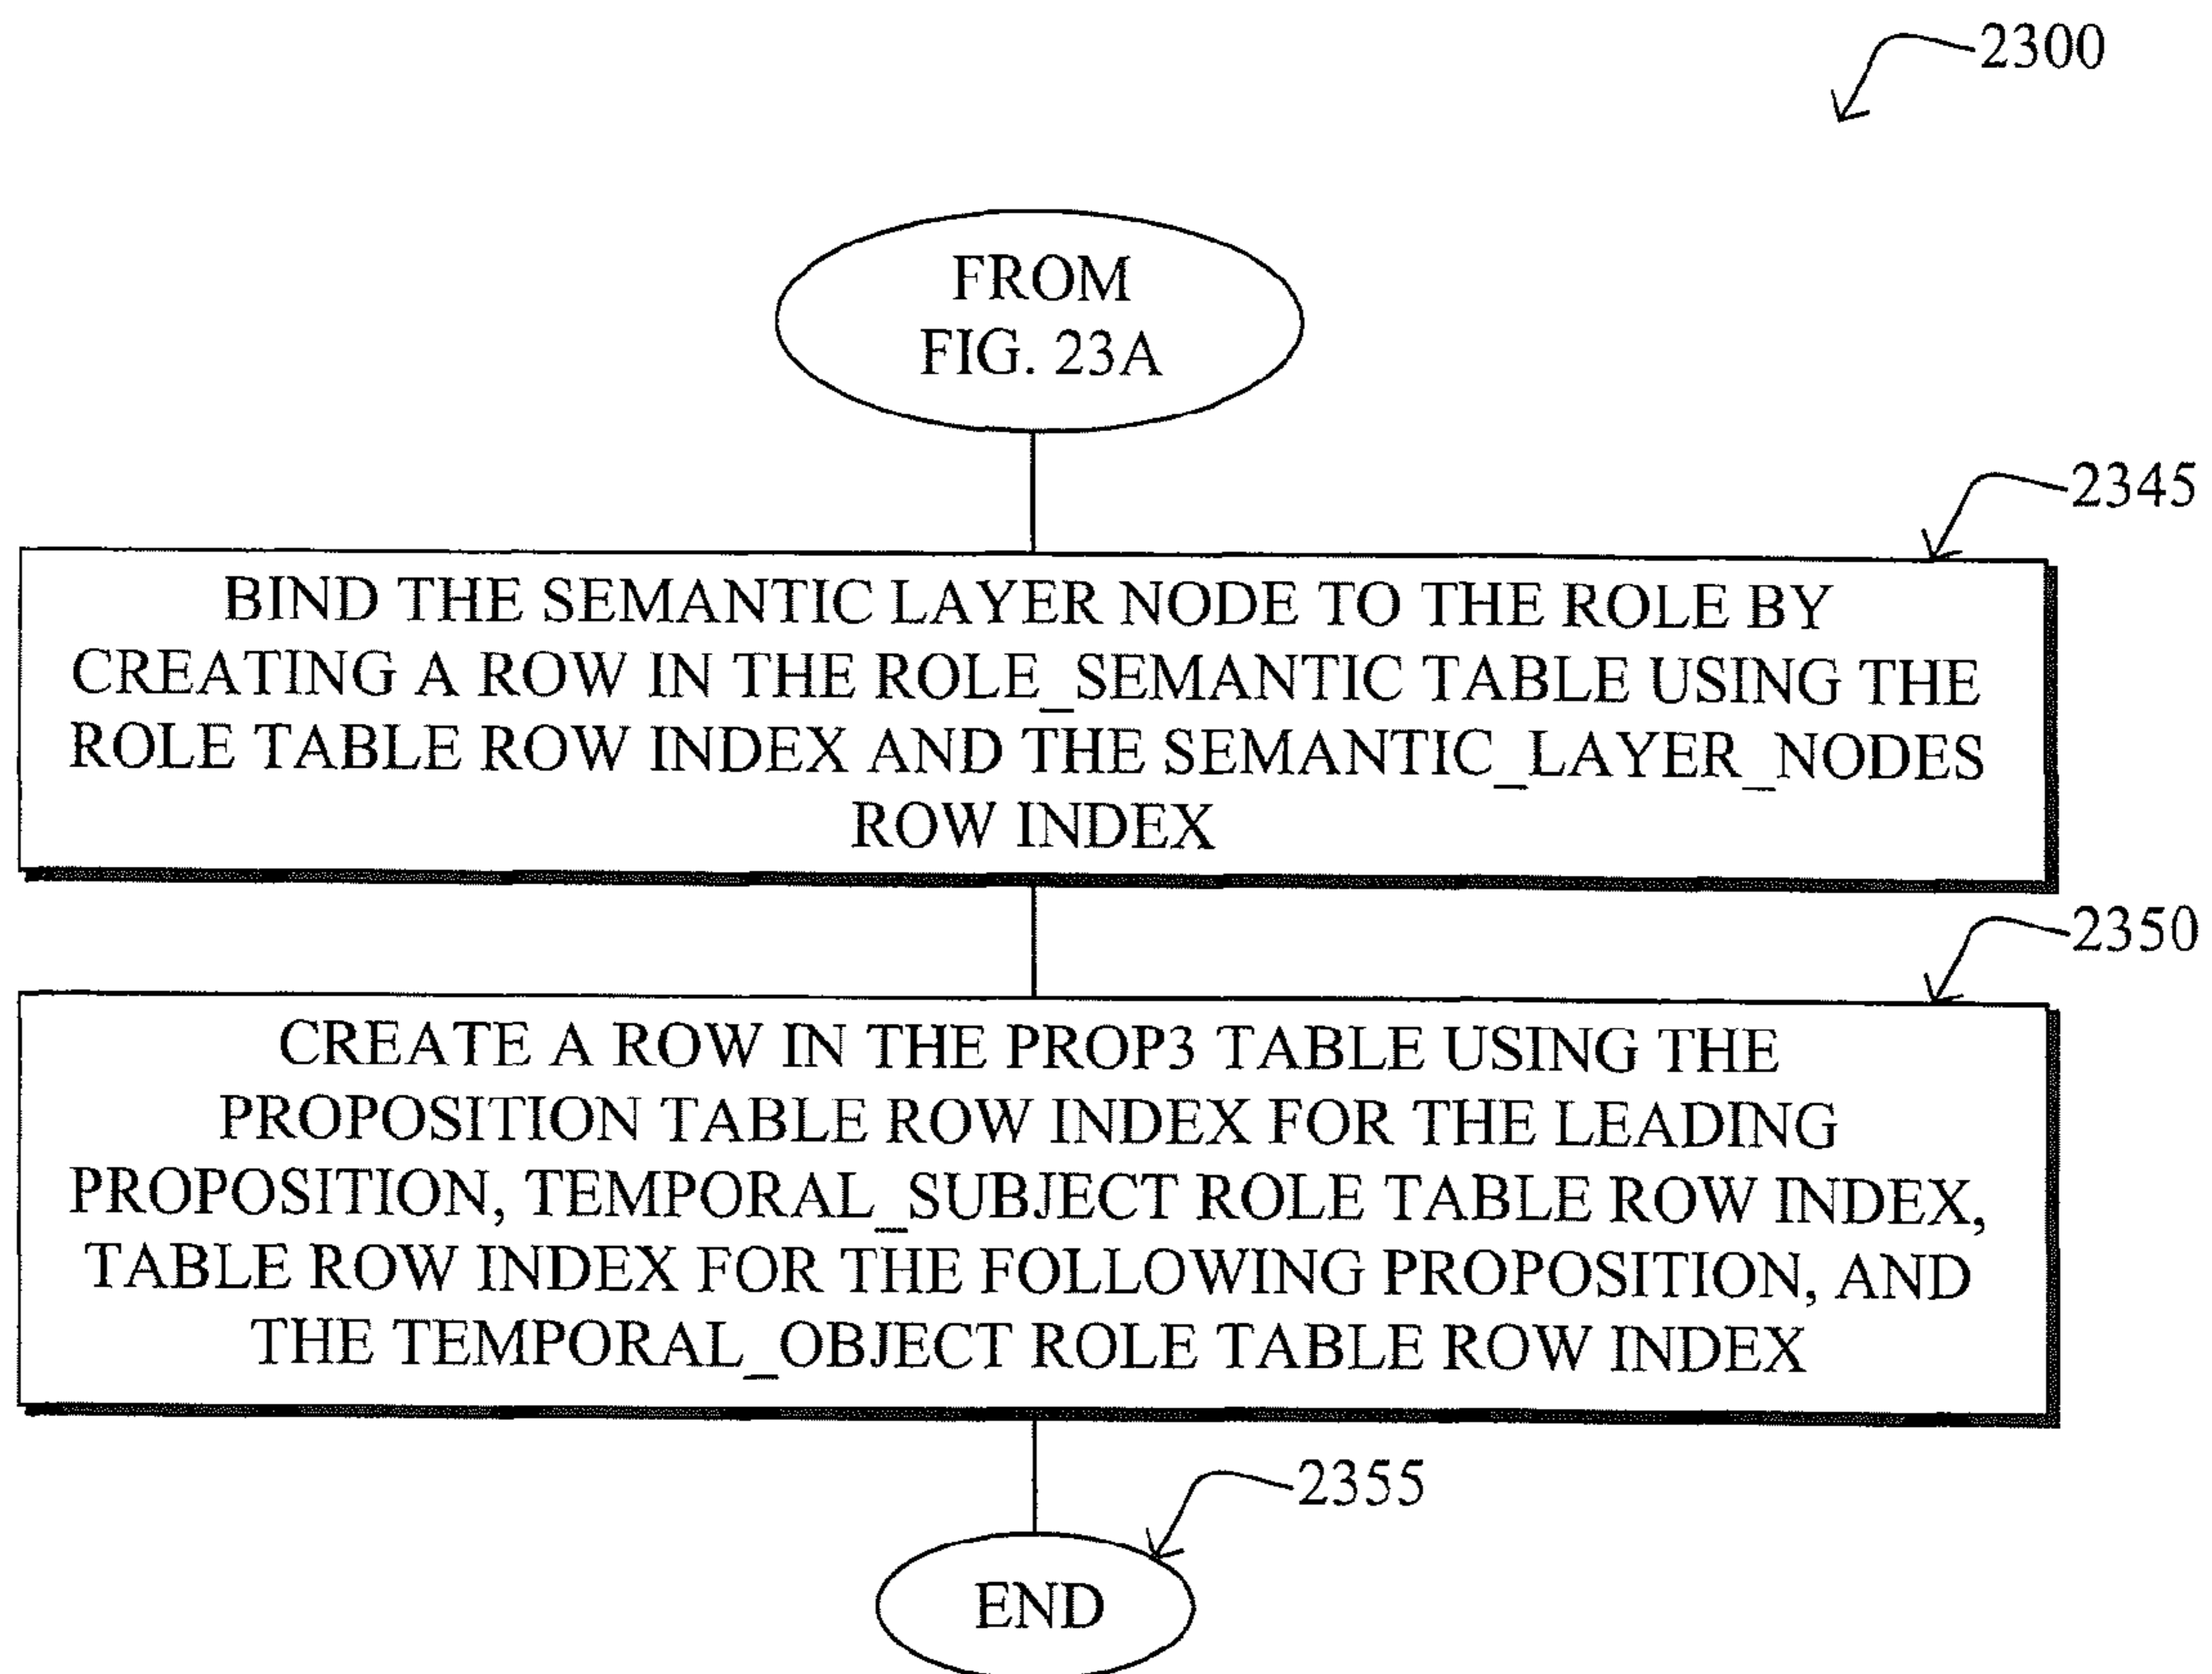 2300
FROM
FIG. 23A
2345
BIND THE SEMANTIC LAYER NODE TO THE ROLE BY
CREATING A ROW IN THE ROLE_SEMANTIC TABLE USING THE
ROLE TABLE ROW INDEX AND THE SEMANTIC_LAYER_NODES
ROW INDEX
2350
CREATE A ROW IN THE PROP3 TABLE USING THE
PROPOSITION TABLE ROW INDEX FOR THE LEADING
PROPOSITION, TEMPORAL_SUBJECT ROLE TABLE ROW INDEX,
TABLE ROW INDEX FOR THE FOLLOWING PROPOSITION, AND
THE TEMPORAL_OBJECT ROLE TABLE ROW INDEX
2355
END